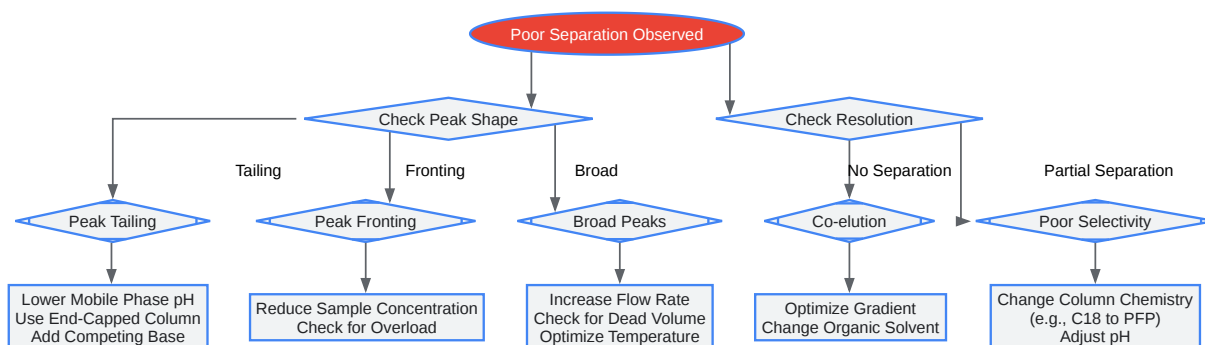 Poor Separation Observed
Check Peak Shape
Check Resolution
Tailing
Fronting
Broad
No Separation
Partial Separation
Peak Tailing
Peak Fronting
Broad Peaks
Co-elution
Poor Selectivity
Lower Mobile Phase pH
Use End-Capped Column
Add Competing Base
Reduce Sample Concentration
Check for Overload
Increase Flow Rate
Check for Dead Volume
Optimize Temperature
Optimize Gradient
Change Organic Solvent
Change Column Chemistry
(e.g., C18 to PFP)
Adjust pH